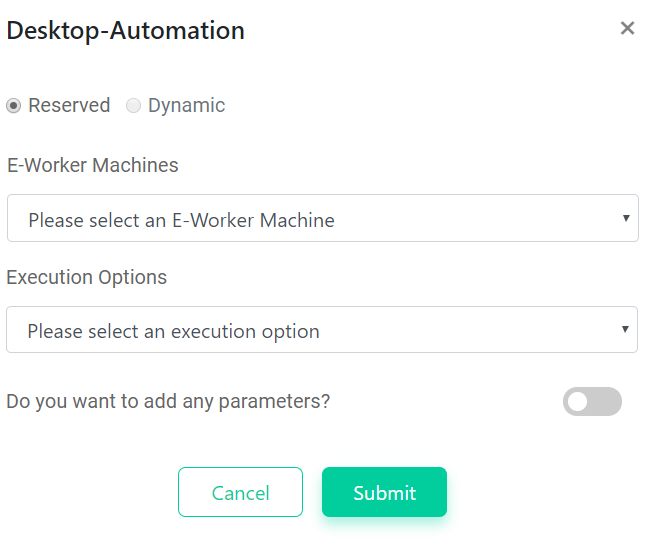 Desktop-Automation
Reserved Dynamic
E-Worker Machines
Please select an E-Worker Machine
Execution Options
Please select an execution option
Do you want to add any parameters?
Cancel Submit